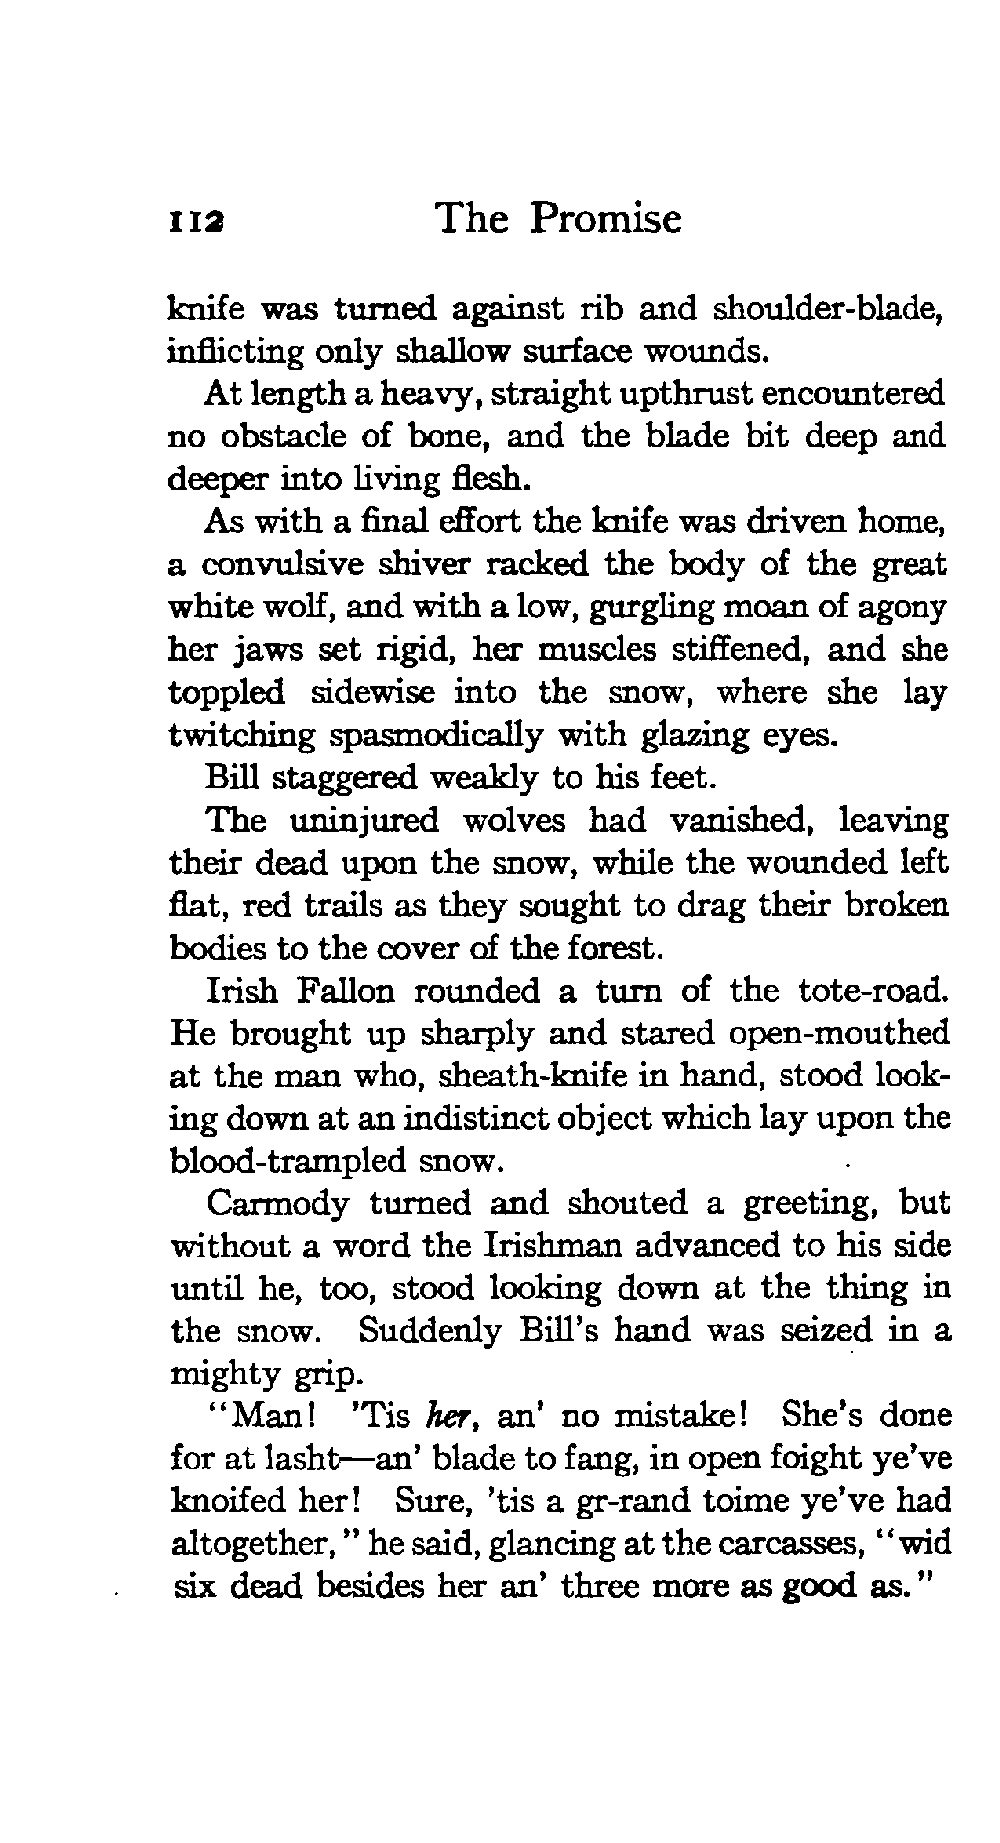 112 The Promise
knife was turned against rib and shoulder-blade,
inflicting only shallow surface wounds.
At length a heavy, straight upthrust encountered
no obstacle of bone, and the blade bit deep and
deeper into living flesh.
As with a final effort the knife was driven home,
a convulsive shiver racked the body of the great
white wolf, and with a low, gurgling moan of agony
her jaws set rigid, her muscles stiffened, and she
toppled sidewise into the snow, where she lay
twitching spasmodically with glazing eyes.
Bill staggered weakly to his feet.
The uninjured wolves had vanished, leaving
their dead upon the snow, while the wounded left
flat, red trails as they sought to drag their broken
bodies to the cover of the forest.
Irish Fallon rounded a turn of the tote-road.
He brought up sharply and stared open-mouthed
at the man who, sheath-knife in hand, stood look-
ing down at an indistinct object which lay upon the
blood-trampled snow.
Carmody turned and shouted a greeting, but
without a word the Irishman advanced to his side
until he, too, stood looking down at the thing in
the snow. Suddenly Bill's hand was seized in a
mighty grip.
"Man! 'Tis her, an' no mistake! She's done
for at lasht—an' blade to fang, in open foight ye've
knoifed her! Sure, 'tis a gr-rand toime ye've had
altogether," he said, glancing at the carcasses, "wid
six dead besides her an' three more as good as."